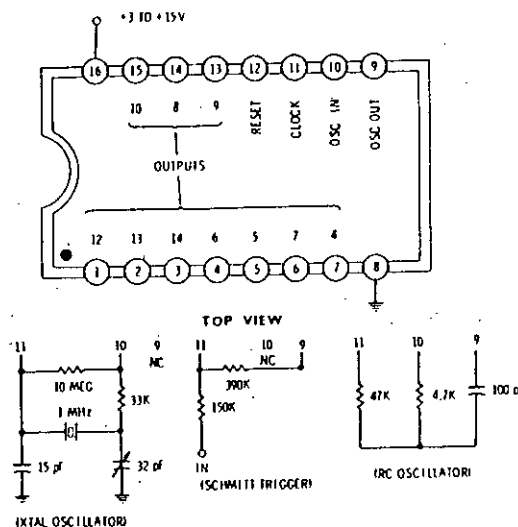 +3 TO +15V
16 15 14 13 12 11 10 9
10 8 9 RESET CLOCK OSC IN OSC OUT
OUTPUTS
12 13 14 6 5 7 4
1 2 3 4 5 6 7 8
TOP VIEW
11 10 9
NC
10 MEG
33K
1 MHz
15 pf 32 pf
(XTAL OSCILLATOR)
11 10 9
NC
390K
150K
IN
(SCHMITT TRIGGER)
11 10 9
47K 4.7K 100 p
(RC OSCILLATOR)